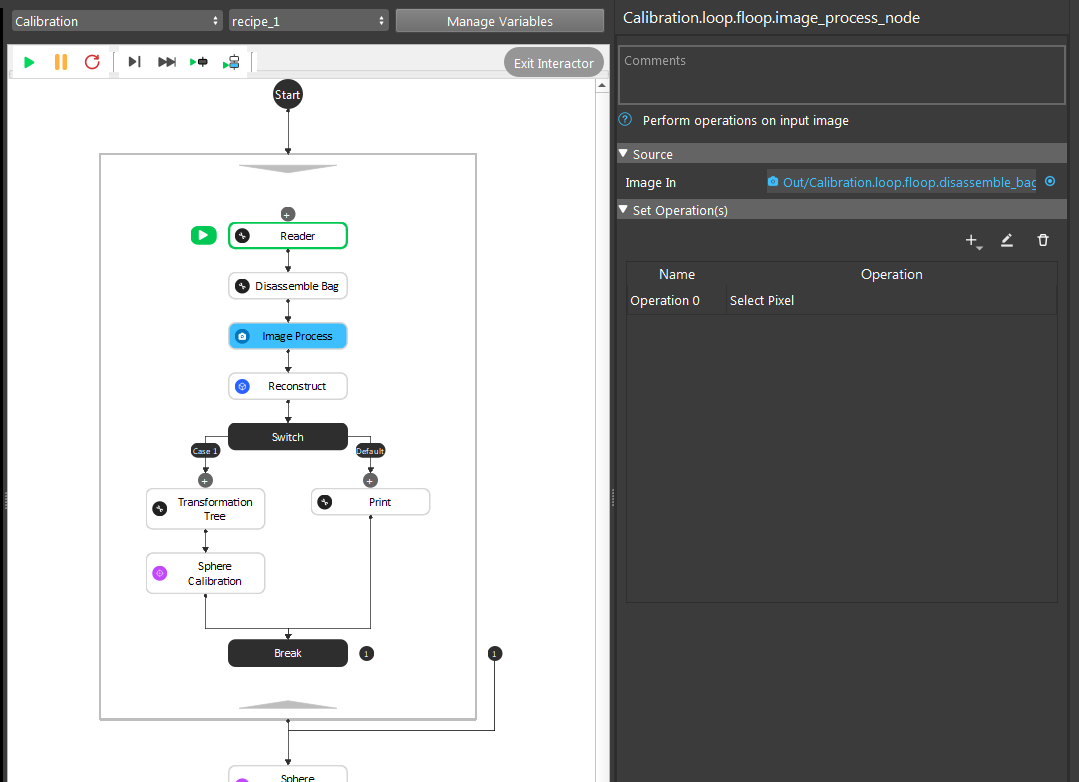 Calibration
recipe_1
Manage Variables
Exit Interactor
Start
Reader
Disassemble Bag
Image Process
Reconstruct
Switch
Case 1
Default
Transformation
Tree
Print
Sphere
Calibration
Break
1
1
Sphere
Calibration.loop.floop.image_process_node
Comments
? Perform operations on input image
Source
Image In
Out/Calibration.loop.floop.disassemble_bag
Set Operation(s)
Name
Operation
Operation 0
Select Pixel